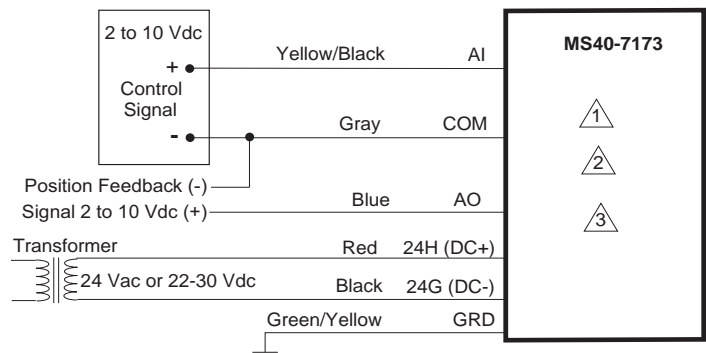 2 to 10 Vdc
+
Control
Signal
-
Yellow/Black AI
Gray COM
Position Feedback (-)
Signal 2 to 10 Vdc (+)
Blue AO
Transformer
24 Vac or 22-30 Vdc
Red 24H (DC+)
Black 24G (DC-)
Green/Yellow GRD
MS40-7173
1
2
3